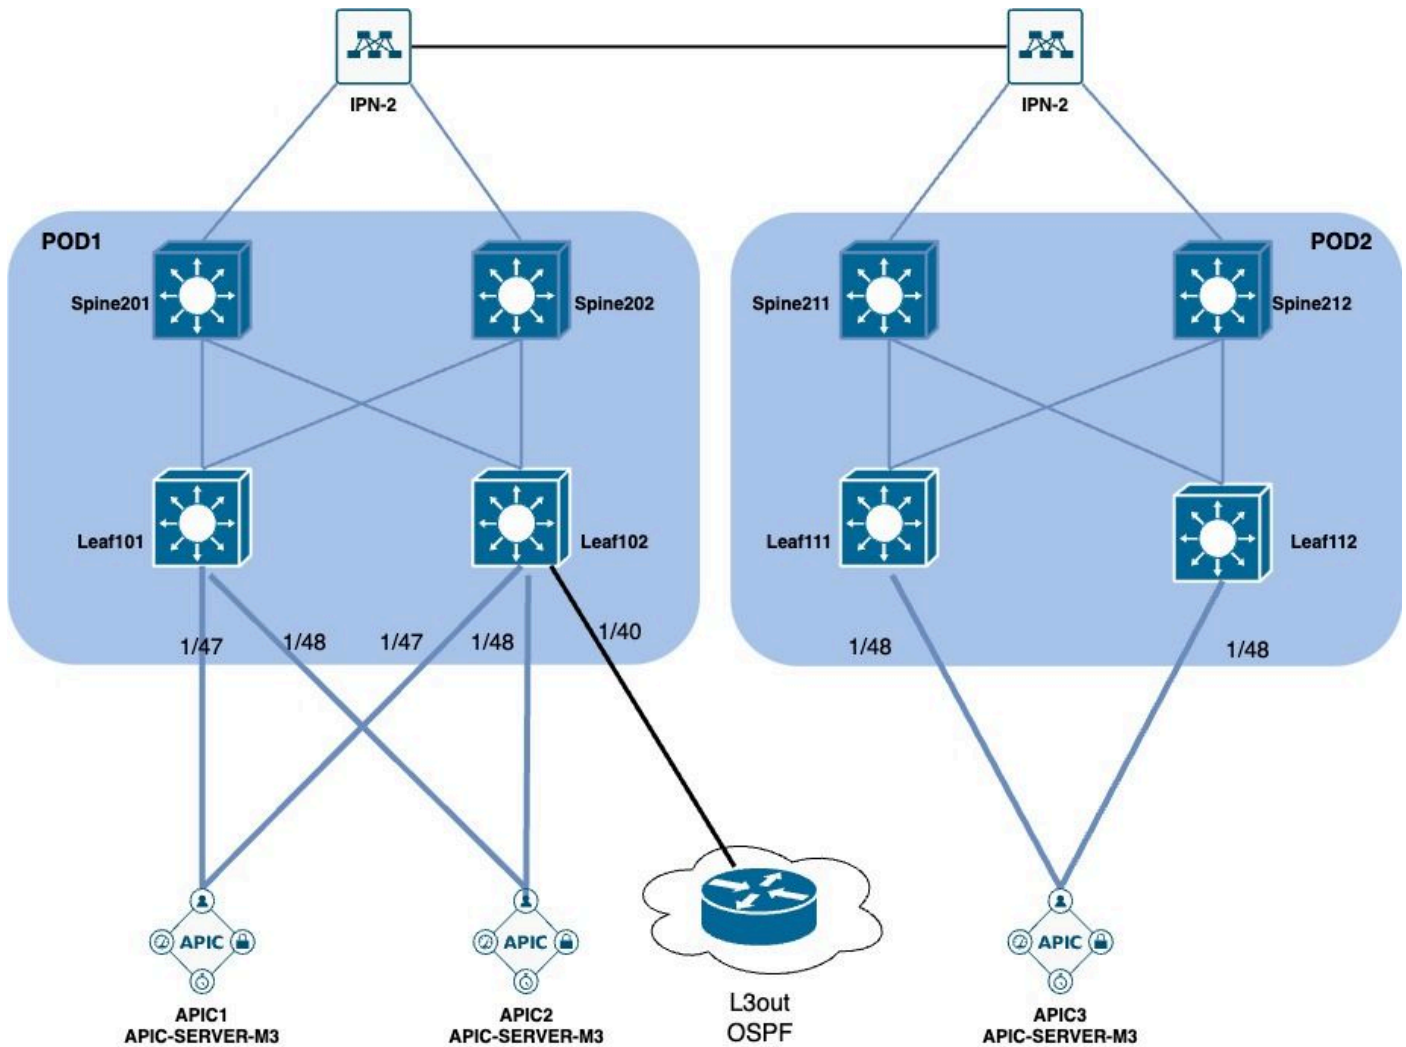 IPN-2
IPN-2
POD1
POD2
Spine201
Spine202
Spine211
Spine212
Leaf101
Leaf102
Leaf111
Leaf112
1/47
1/48
1/47
1/48
1/40
1/48
1/48
APIC
APIC
APIC
APIC1
APIC-SERVER-M3
APIC2
APIC-SERVER-M3
L3out
OSPF
APIC3
APIC-SERVER-M3